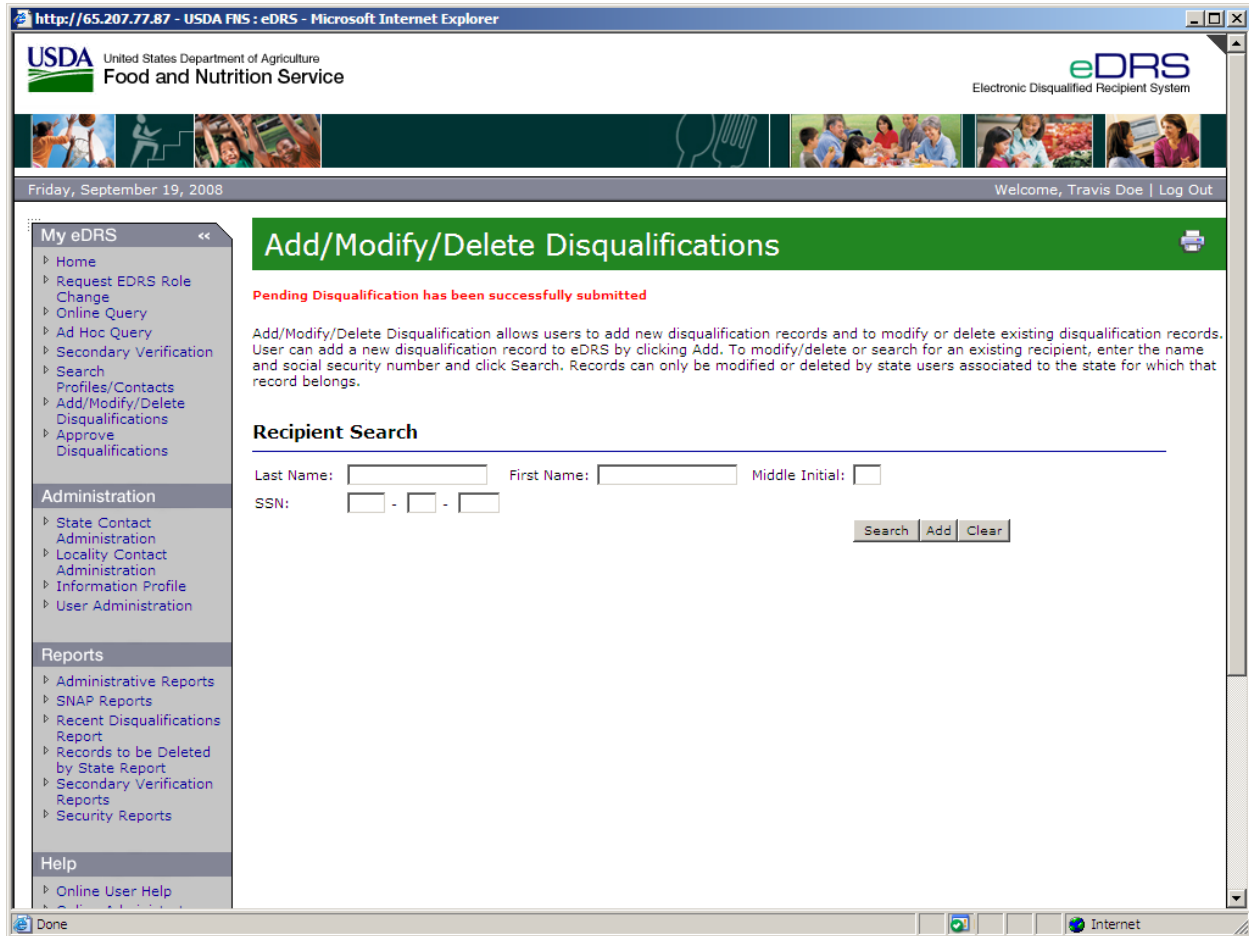 http://65.207.77.87 - USDA FNS : eDRS - Microsoft Internet Explorer
USDA United States Department of Agriculture
Food and Nutrition Service
eDRS
Electronic Disqualified Recipient System
Friday, September 19, 2008
Welcome, Travis Doe | Log Out
My eDRS <<
Home
Request EDRS Role
Change
Online Query
Ad Hoc Query
Secondary Verification
Search
Profiles/Contacts
Add/Modify/Delete
Disqualifications
Approve
Disqualifications
Administration
State Contact
Administration
Locality Contact
Administration
Information Profile
User Administration
Reports
Administrative Reports
SNAP Reports
Recent Disqualifications
Report
Records to be Deleted
by State Report
Secondary Verification
Reports
Security Reports
Help
Online User Help
Add/Modify/Delete Disqualifications
Pending Disqualification has been successfully submitted
Add/Modify/Delete Disqualification allows users to add new disqualification records and to modify or delete existing disqualification records.
User can add a new disqualification record to eDRS by clicking Add. To modify/delete or search for an existing recipient, enter the name
and social security number and click Search. Records can only be modified or deleted by state users associated to the state for which that
record belongs.
Recipient Search
Last Name: First Name: Middle Initial:
SSN: - -
Search Add Clear
Done
Internet